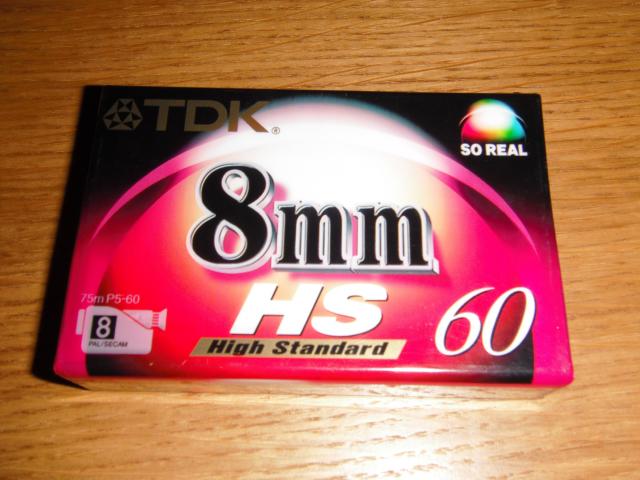 TDK®
SO REAL
8mm
HS
High Standard
60
75m P5-60
8
PAL/SECAM